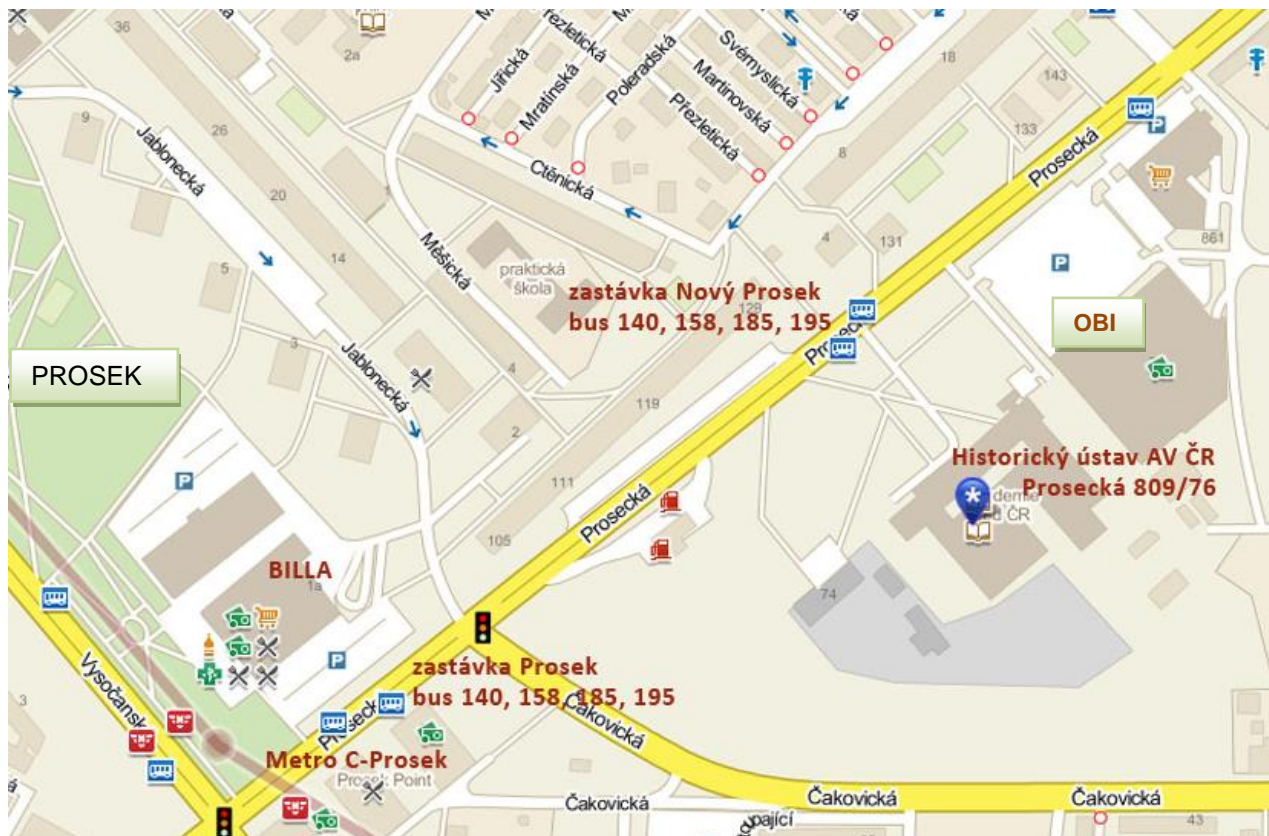 36
2a
Přezletická
Jiřická
Mratínská
Poleradská
Svémyslická
Martinovská
Přezletická
18
143
133
9
26
Jablonecká
Ctěnická
8
Prosecká
20
1
4
131
861
14
Měšická
5
praktická
škola
zastávka Nový Prosek
bus 140, 158, 185, 195
129
OBI
3
Jablonecká
PROSEK
4
119
2
Historický ústav AV ČR
Prosecká 809/76
111
Prosecká
105
BILLA
1a
74
zastávka Prosek
bus 140, 158, 185, 195
3
Čakovická
Metro C-Prosek
Prosek Point
Čakovická
Čakovická
Čakovická
43